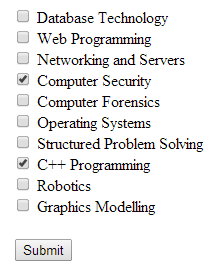 Database Technology
Web Programming
Networking and Servers
Computer Security
Computer Forensics
Operating Systems
Structured Problem Solving
C++ Programming
Robotics
Graphics Modelling
Submit